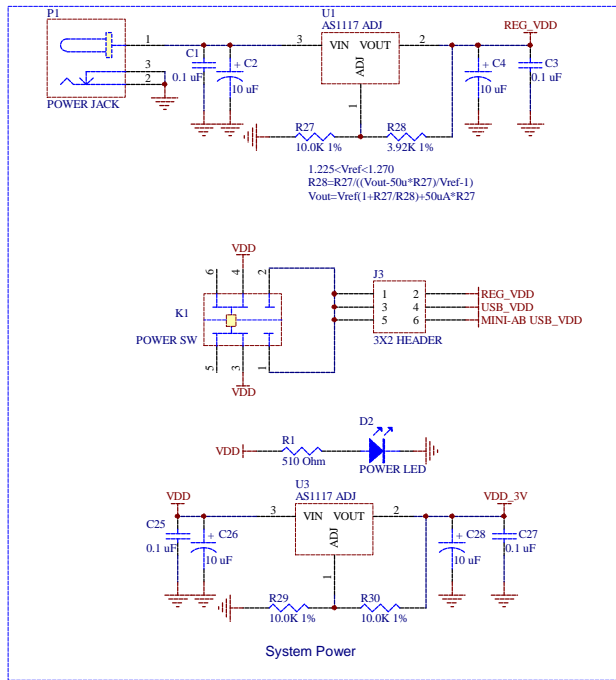 P1
POWER JACK
1
3
2
C1
0.1 uF
+ C2
10 uF
U1
AS1117 ADJ
3
VIN VOUT
2
ADJ
1
REG_VDD
+ C4
10 uF
C3
0.1 uF
R27
10.0K 1%
R28
3.92K 1%
1.225<Vref<1.270
R28=R27/((Vout-50u*R27)/Vref-1)
Vout=Vref(1+R27/R28)+50uA*R27
VDD
6
4
2
K1
POWER SW
5
3
1
VDD
J3
1 2
3 4
5 6
3X2 HEADER
REG_VDD
USB_VDD
MINI-AB USB_VDD
VDD
R1
510 Ohm
D2
POWER LED
VDD
C25
0.1 uF
+ C26
10 uF
U3
AS1117 ADJ
3
VIN VOUT
2
ADJ
1
VDD_3V
+ C28
10 uF
C27
0.1 uF
R29
10.0K 1%
R30
10.0K 1%
System Power